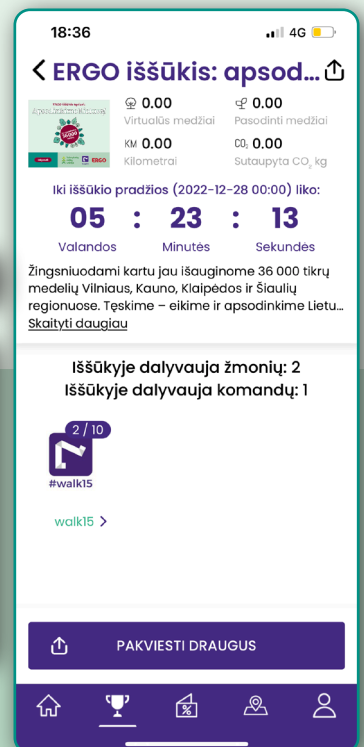 18:36
4G
ERGO iššūkis: apsod...
36 000
ERGO
0.00
Virtualūs medžiai
0.00
Pasodinti medžiai
KM 0.00
Kilometrai
CO₂ 0.00
Sutaupyta CO₂ kg
Iki iššūkio pradžios (2022-12-28 00:00) liko:
05 : 23 : 13
Valandos Minutės Sekundės
Žingsniuodami kartu jau išauginome 36 000 tikrų
medelių Vilniaus, Kauno, Klaipėdos ir Šiaulių
regionuose. Tęskime – eikime ir apsodinkime Lietu...
Skaityti daugiau
Iššūkyje dalyvauja žmonių: 2
Iššūkyje dalyvauja komandų: 1
2 / 10
#walk15
walk15 >
PAKVIESTI DRAUGUS
%